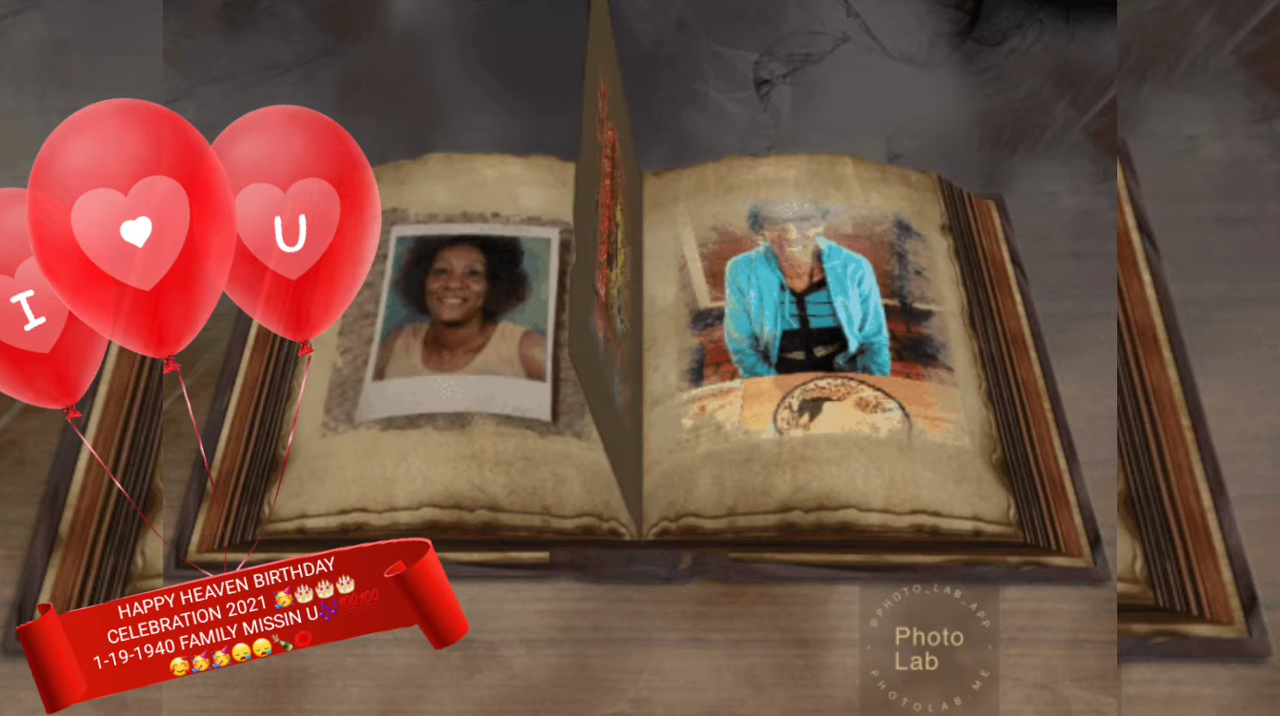 I
U
HAPPY HEAVEN BIRTHDAY
CELEBRATION 2021 🥳🎂🎂🎂
1-19-1940 FAMILY MISSIN U🎶💯💯
🥰🥳🥳😪😪🍾⭕
@PHOTO_LAB_APP
Photo
Lab
PHOTOLAB.ME